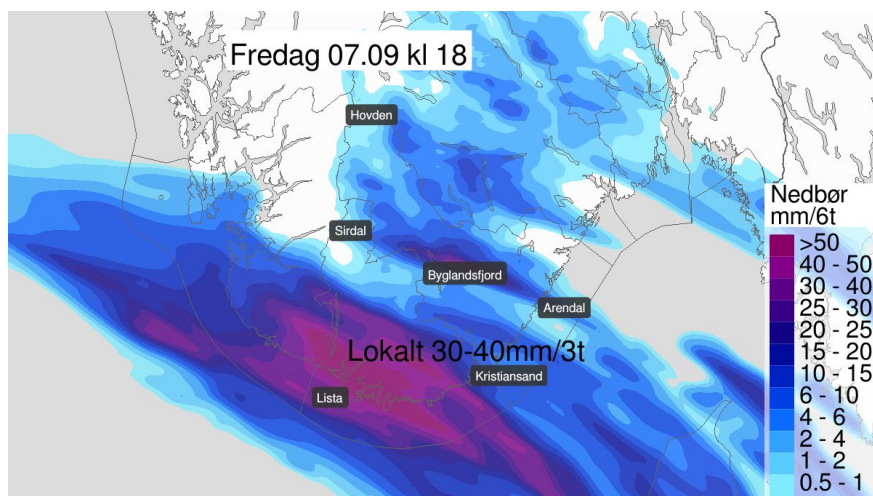 Fredag 07.09 kl 18
Hovden
Sirdal
Byglandsfjord
Arendal
Lokalt 30-40mm/3t
Kristiansand
Lista
Nedbør
mm/6t
>50
40 - 50
30 - 40
25 - 30
20 - 25
15 - 20
10 - 15
6 - 10
4 - 6
2 - 4
1 - 2
0.5 - 1